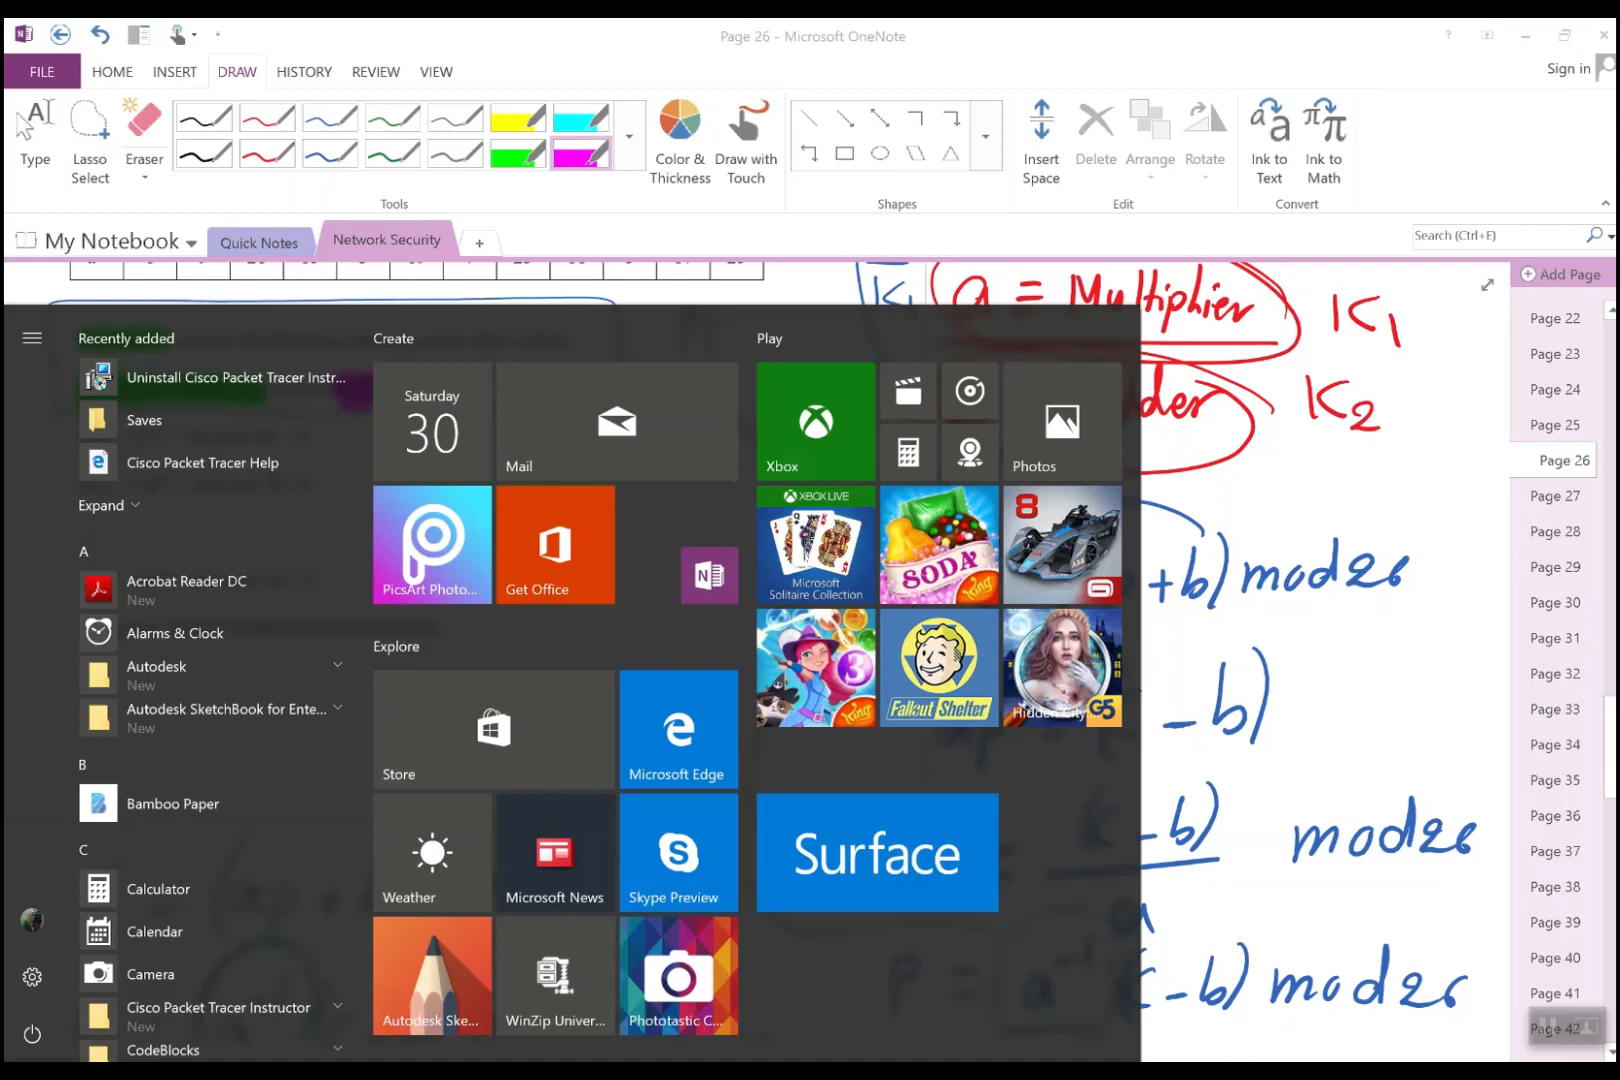 Page 26 - Microsoft OneNote
FILE HOME INSERT DRAW HISTORY REVIEW VIEW
Sign in
Type
Lasso Select
Eraser
Color & Thickness
Draw with Touch
Insert Space
Delete
Arrange
Rotate
Ink to Text
Ink to Math
Tools
Shapes
Edit
Convert
My Notebook
Quick Notes
Network Security
+
Search (Ctrl+E)
Add Page
Page 22
Page 23
Page 24
Page 25
Page 26
Page 27
Page 28
Page 29
Page 30
Page 31
Page 32
Page 33
Page 34
Page 35
Page 36
Page 37
Page 38
Page 39
Page 40
Page 41
Page 42
K1 a = Multiplier K1
K2
+b) mod 26
-b)
-b) mod 26
P = a⁻¹ -b) mod 26
Recently added
Uninstall Cisco Packet Tracer Instr...
Saves
Cisco Packet Tracer Help
Expand
A
Acrobat Reader DC
New
Alarms & Clock
Autodesk
New
Autodesk SketchBook for Ente...
New
B
Bamboo Paper
C
Calculator
Calendar
Camera
Cisco Packet Tracer Instructor
New
CodeBlocks
Create
Saturday
30
Mail
PicsArt Photo...
Get Office
Explore
Store
Microsoft Edge
Weather
Microsoft News
Skype Preview
Autodesk Ske...
WinZip Univer...
Phototastic C...
Play
Xbox
Photos
XBOX LIVE
Microsoft
Solitaire Collection
SODA
King
8
3
King
Fallout Shelter
Hidden City
G5
Surface